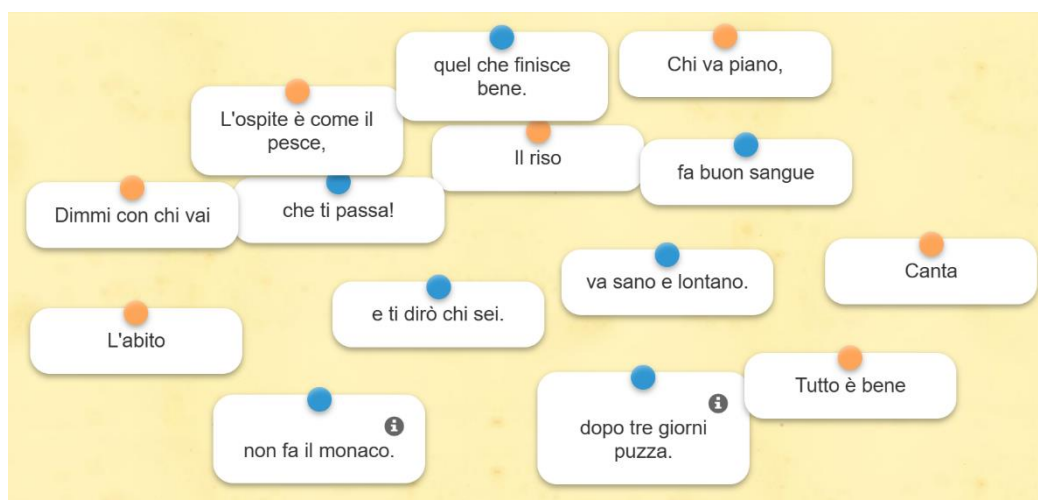 quel che finisce
bene.
Chi va piano,
L'ospite è come il
pesce,
Il riso
fa buon sangue
Dimmi con chi vai
che ti passa!
va sano e lontano.
Canta
e ti dirò chi sei.
L'abito
Tutto è bene
non fa il monaco.
dopo tre giorni
puzza.